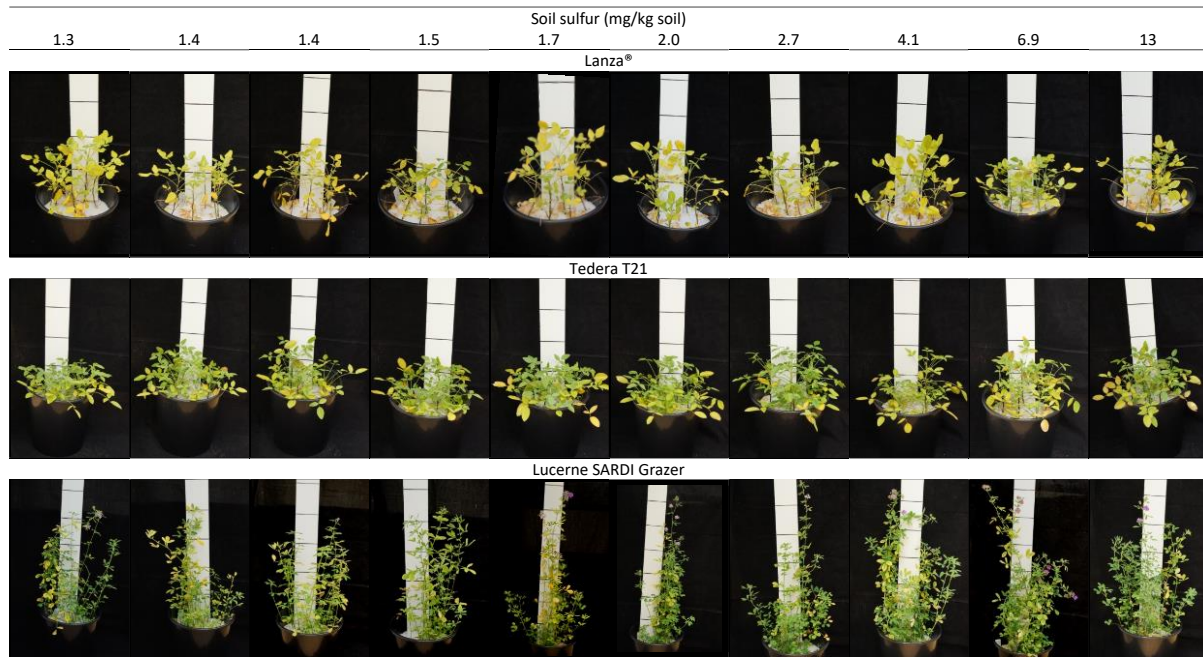 Soil sulfur (mg/kg soil)
1.3 1.4 1.4 1.5 1.7 2.0 2.7 4.1 6.9 13
Lanza®
Tedera T21
Lucerne SARDI Grazer